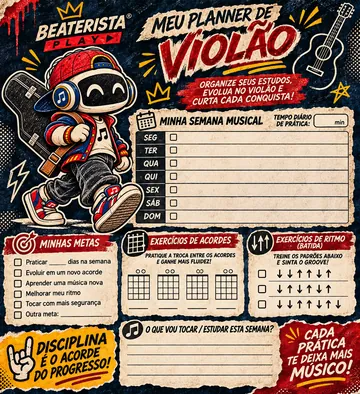 BEATERISTA®
PLAY
MEU PLANNER DE
VIOLÃO
ORGANIZE SEUS ESTUDOS,
EVOLUA NO VIOLÃO E
CURTA CADA CONQUISTA!
MINHA SEMANA MUSICAL
TEMPO DIÁRIO
DE PRÁTICA:
min
SEG
TER
QUA
QUI
SEX
SÁB
DOM
MINHAS METAS
Praticar ____ dias na semana
Evoluir em um novo acorde
Aprender uma música nova
Melhorar meu ritmo
Tocar com mais segurança
Outra meta:
EXERCÍCIOS DE ACORDES
PRATIQUE A TROCA ENTRE OS ACORDES
E GANHE MAIS FLUIDEZ!
EXERCÍCIOS DE RITMO
(BATIDA)
TREINE OS PADRÕES ABAIXO
E SINTA O GROOVE!
DISCIPLINA
É O ACORDE
DO PROGRESSO!
O QUE VOU TOCAR / ESTUDAR ESTA SEMANA?
CADA
PRÁTICA
TE DEIXA MAIS
MÚSICO!